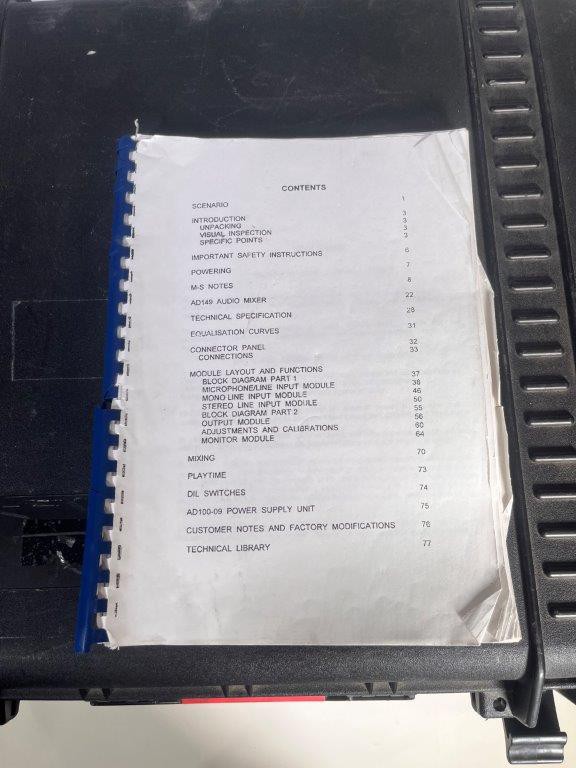 CONTENTS
SCENARIO 1
INTRODUCTION 3
UNPACKING 3
VISUAL INSPECTION 3
SPECIFIC POINTS 3
IMPORTANT SAFETY INSTRUCTIONS 6
POWERING 7
M-S NOTES 8
AD149 AUDIO MIXER 22
TECHNICAL SPECIFICATION 28
EQUALISATION CURVES 31
CONNECTOR PANEL 32
CONNECTIONS 33
MODULE LAYOUT AND FUNCTIONS
BLOCK DIAGRAM PART 1 37
MICROPHONE/LINE INPUT MODULE 38
MONO LINE INPUT MODULE 46
STEREO LINE INPUT MODULE 50
BLOCK DIAGRAM PART 2 55
OUTPUT MODULE 56
ADJUSTMENTS AND CALIBRATIONS 60
MONITOR MODULE 64
MIXING 70
PLAYTIME 73
DIL SWITCHES 74
AD100-09 POWER SUPPLY UNIT 75
CUSTOMER NOTES AND FACTORY MODIFICATIONS 76
TECHNICAL LIBRARY 77